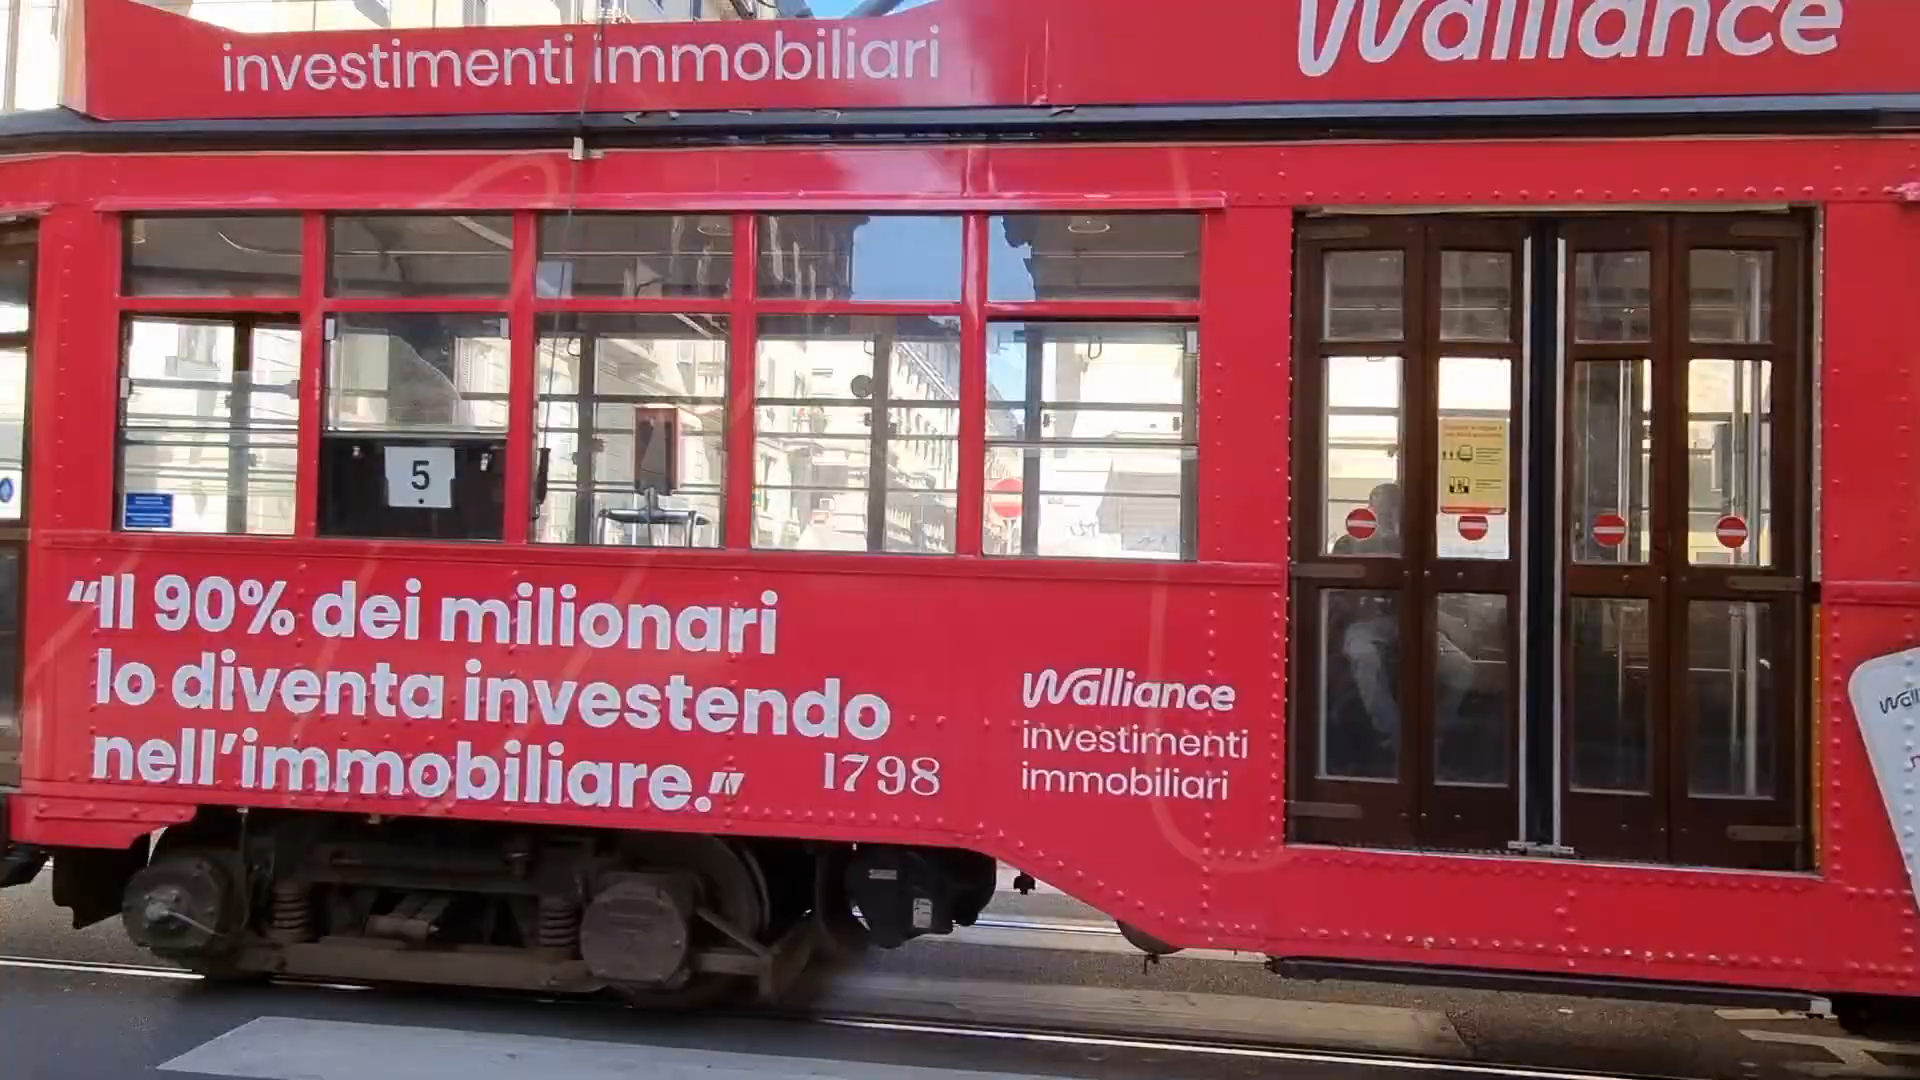 investimenti immobiliari
Walliance
5
“Il 90% dei milionari
lo diventa investendo
nell’immobiliare.”
1798
Walliance
investimenti
immobiliari